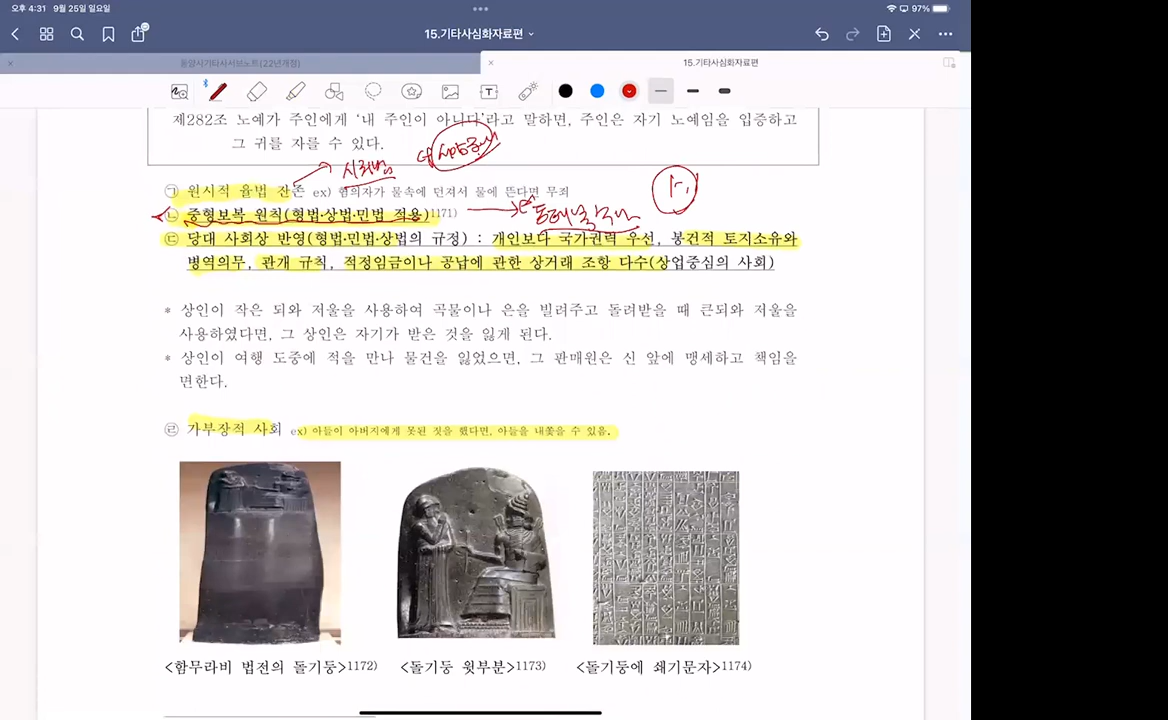 오후 4:31 9월 25일 일요일
97%
15.기타사심화자료편
동양사기타사서브노트(22년개정)
15.기타사심화자료편
제282조 노예가 주인에게 '내 주인이 아니다'라고 말하면, 주인은 자기 노예임을 입증하고
그 귀를 자를 수 있다.
㉠ 원시적 율법 잔존 ex) 혐의자가 물속에 던져서 물에 뜬다면 무죄
㉡ 중형보복 원칙(형법·상법·민법 적용)1171)
㉢ 당대 사회상 반영(형법·민법·상법의 규정) : 개인보다 국가권력 우선, 봉건적 토지소유와
병역의무, 관개 규칙, 적정임금이나 공납에 관한 상거래 조항 다수(상업중심의 사회)
* 상인이 작은 되와 저울을 사용하여 곡물이나 은을 빌려주고 돌려받을 때 큰되와 저울을
사용하였다면, 그 상인은 자기가 받은 것을 잃게 된다.
* 상인이 여행 도중에 적을 만나 물건을 잃었으면, 그 판매원은 신 앞에 맹세하고 책임을
면한다.
㉣ 가부장적 사회 ex) 아들이 아버지에게 못된 짓을 했다면, 아들을 내쫓을 수 있음.
<함무라비 법전의 돌기둥>1172)
<돌기둥 윗부분>1173)
<돌기둥에 쐐기문자>1174)